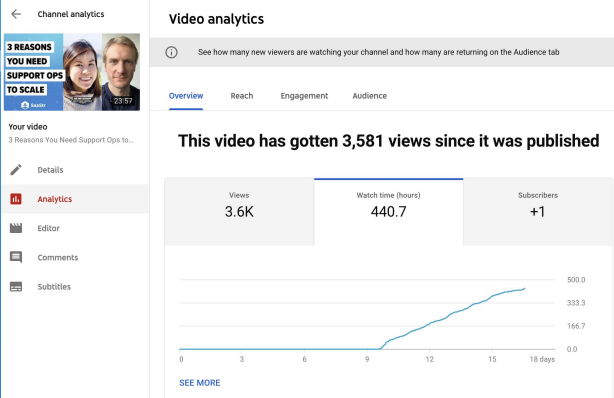 Channel analytics
3 REASONS
YOU NEED
SUPPORT OPS
TO SCALE
23:57
Your video
3 Reasons You Need Support Ops to...
Details
Analytics
Editor
Comments
Subtitles
Video analytics
See how many new viewers are watching your channel and how many are returning on the Audience tab
Overview Reach Engagement Audience
This video has gotten 3,581 views since it was published
Views Watch time (hours) Subscribers
3.6K 440.7 +1
500.0
333.3
166.7
0.0
0 3 6 9 12 15 18 days
SEE MORE